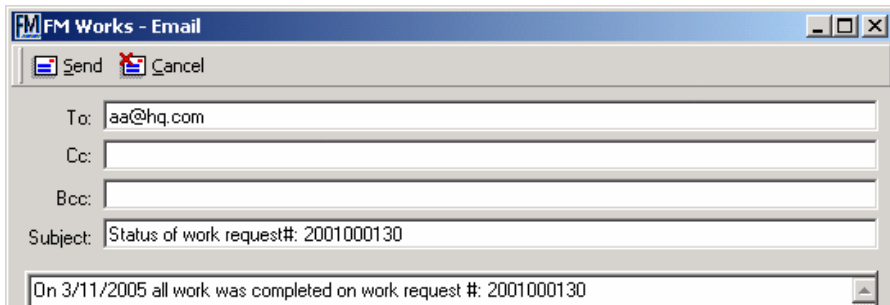 FM FM Works - Email
Send Cancel
To: aa@hq.com
Cc:
Bcc:
Subject: Status of work request#: 2001000130
On 3/11/2005 all work was completed on work request #: 2001000130